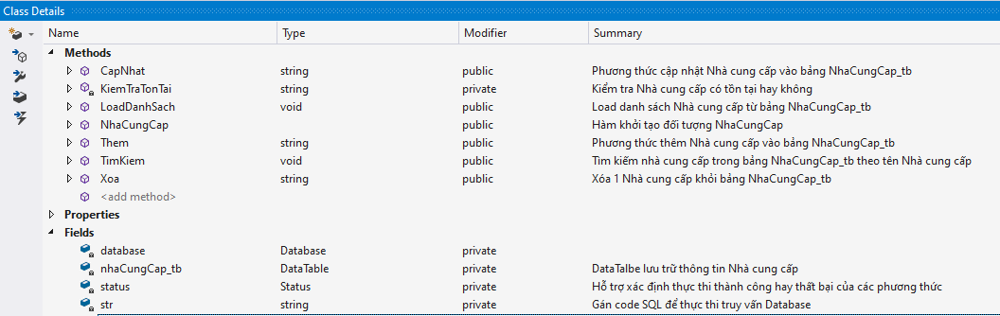 Class Details
Name Type Modifier Summary
Methods
CapNhat string public Phương thức cập nhật Nhà cung cấp vào bảng NhaCungCap_tb
KiemTraTonTai string private Kiểm tra Nhà cung cấp có tồn tại hay không
LoadDanhSach void public Load danh sách Nhà cung cấp từ bảng NhaCungCap_tb
NhaCungCap public Hàm khởi tạo đối tượng NhaCungCap
Them string public Phương thức thêm Nhà cung cấp vào bảng NhaCungCap_tb
TimKiem void public Tìm kiếm nhà cung cấp trong bảng NhaCungCap_tb theo tên Nhà cung cấp
Xoa string public Xóa 1 Nhà cung cấp khỏi bảng NhaCungCap_tb
<add method>
Properties
Fields
database Database private
nhaCungCap_tb DataTable private DataTalbe lưu trữ thông tin Nhà cung cấp
status Status private Hỗ trợ xác định thực thi thành công hay thất bại của các phương thức
str string private Gán code SQL để thực thi truy vấn Database